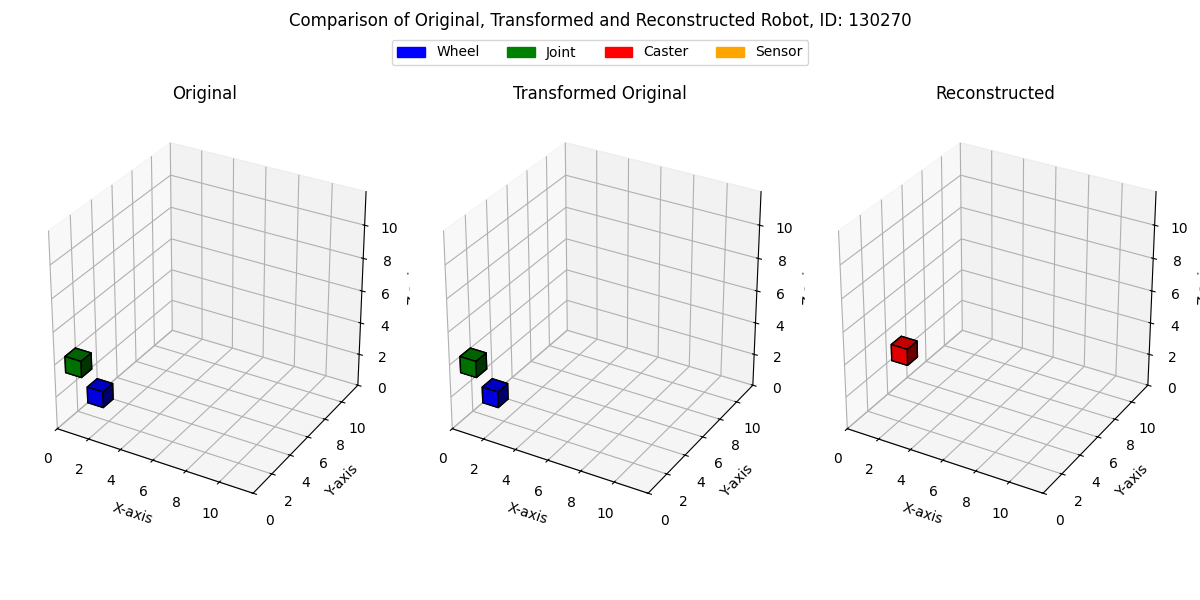 Comparison of Original, Transformed and Reconstructed Robot, ID: 130270
Wheel Joint Caster Sensor
Original Transformed Original Reconstructed
10 10 10
8 8 8
6 6 6
4 4 4
2 2 2
0 0 0
10 10 10
8 8 8
6 6 6
4 4 4
2 2 2
0 0 0
Y-axis Y-axis Y-axis
0 2 4 6 8 10 0 2 4 6 8 10 0 2 4 6 8 10
X-axis X-axis X-axis